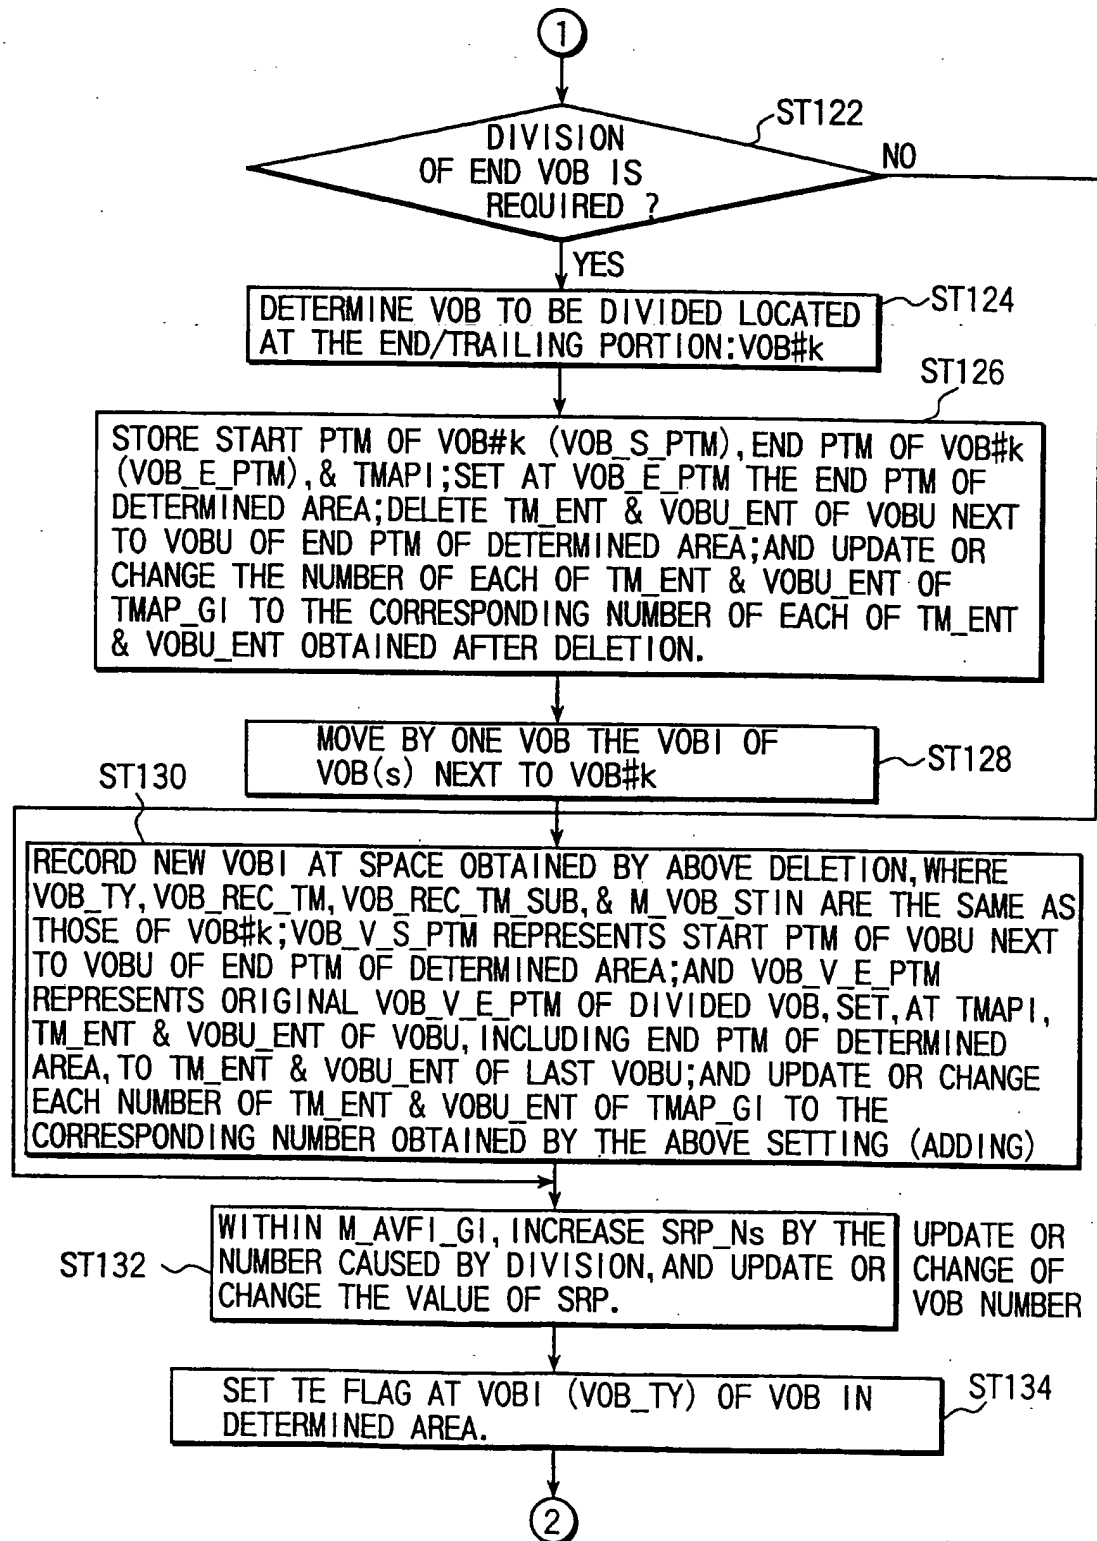 1
ST122
DIVISION
OF END VOB IS
REQUIRED ?
NO
YES
ST124
DETERMINE VOB TO BE DIVIDED LOCATED
AT THE END/TRAILING PORTION:VOB#k
ST126
STORE START PTM OF VOB#k (VOB_S_PTM), END PTM OF VOB#k
(VOB_E_PTM), & TMAPI;SET AT VOB_E_PTM THE END PTM OF
DETERMINED AREA;DELETE TM_ENT & VOBU_ENT OF VOBU NEXT
TO VOBU OF END PTM OF DETERMINED AREA;AND UPDATE OR
CHANGE THE NUMBER OF EACH OF TM_ENT & VOBU_ENT OF
TMAP_GI TO THE CORRESPONDING NUMBER OF EACH OF TM_ENT
& VOBU_ENT OBTAINED AFTER DELETION.
MOVE BY ONE VOB THE VOBI OF
VOB(s) NEXT TO VOB#k
ST128
ST130
RECORD NEW VOBI AT SPACE OBTAINED BY ABOVE DELETION, WHERE
VOB_TY, VOB_REC_TM, VOB_REC_TM_SUB, & M_VOB_STIN ARE THE SAME AS
THOSE OF VOB#k;VOB_V_S_PTM REPRESENTS START PTM OF VOBU NEXT
TO VOBU OF END PTM OF DETERMINED AREA;AND VOB_V_E_PTM
REPRESENTS ORIGINAL VOB_V_E_PTM OF DIVIDED VOB, SET, AT TMAPI,
TM_ENT & VOBU_ENT OF VOBU, INCLUDING END PTM OF DETERMINED
AREA, TO TM_ENT & VOBU_ENT OF LAST VOBU;AND UPDATE OR CHANGE
EACH NUMBER OF TM_ENT & VOBU_ENT OF TMAP_GI TO THE
CORRESPONDING NUMBER OBTAINED BY THE ABOVE SETTING (ADDING)
ST132
WITHIN M_AVFI_GI, INCREASE SRP_Ns BY THE
NUMBER CAUSED BY DIVISION, AND UPDATE OR
CHANGE THE VALUE OF SRP.
UPDATE OR
CHANGE OF
VOB NUMBER
SET TE FLAG AT VOBI (VOB_TY) OF VOB IN
DETERMINED AREA.
ST134
2